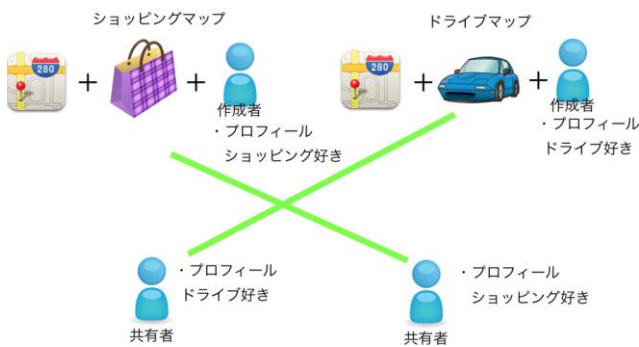 ショッピングマップ
ドライブマップ
280
280
作成者
・プロフィール
ショッピング好き
作成者
・プロフィール
ドライブ好き
・プロフィール
ドライブ好き
共有者
・プロフィール
ショッピング好き
共有者